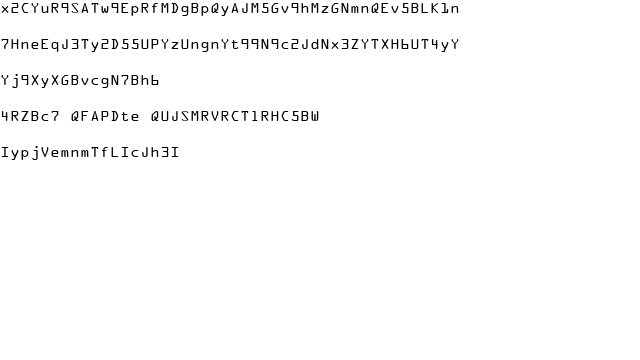 x2CYuR9SATw9EpRfMDgBpQyAJM5Gv9hMzGNmnQEv5BLK1n
7HneEqJ3Ty2D55UPYzUngnYt99N9c2JdNx3ZYTXH6UT4yY
Yj9XyXGBvcgN7Bh6
4RZBc7 QFAPDte QUJSMRVRCT1RHC5BW
IypjVemnmTfLIcJh3I